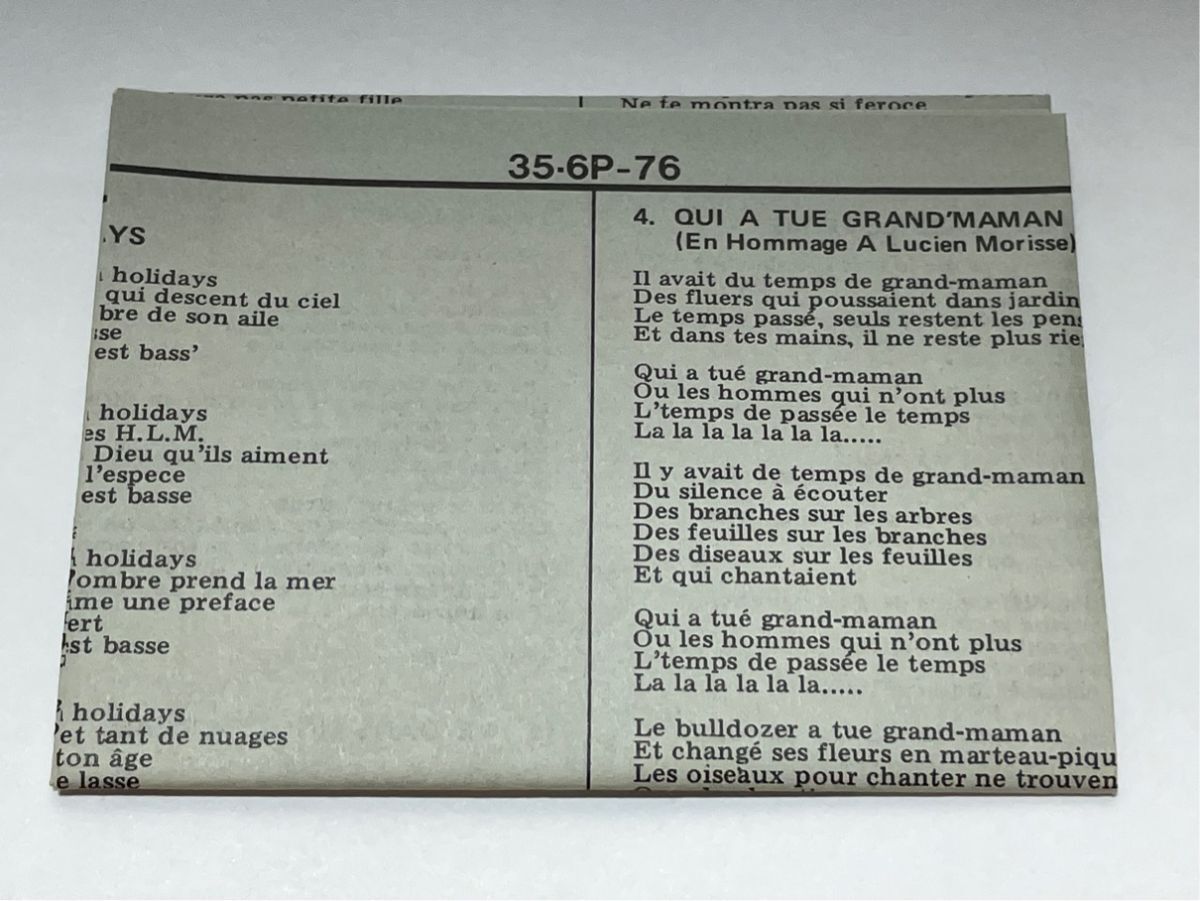 petite fille
Ne te montra pas si feroce
35·6P-76
YS
holidays
qui descent du ciel
bre de son aile
sse
est bass'
holidays
es H.L.M.
Dieu qu'ils aiment
l'espece
est basse
holidays
'ombre prend la mer
me une preface
ert
st basse
holidays
'et tant de nuages
ton âge
e lasse
4. QUI A TUE GRAND'MAMAN
(En Hommage A Lucien Morisse)
Il avait du temps de grand-maman
Des fluers qui poussaient dans jardin
Le temps passé, seuls restent les pens
Et dans tes mains, il ne reste plus rie
Qui a tué grand-maman
Ou les hommes qui n'ont plus
L'temps de passée le temps
La la la la la la la.....
Il y avait de temps de grand-maman
Du silence à écouter
Des branches sur les arbres
Des feuilles sur les branches
Des diseaux sur les feuilles
Et qui chantaient
Qui a tué grand-maman
Ou les hommes qui n'ont plus
L'temps de passée le temps
La la la la la la.....
Le bulldozer a tue grand-maman
Et changé ses fleurs en marteau-piqu
Les oiseaux pour chanter ne trouven